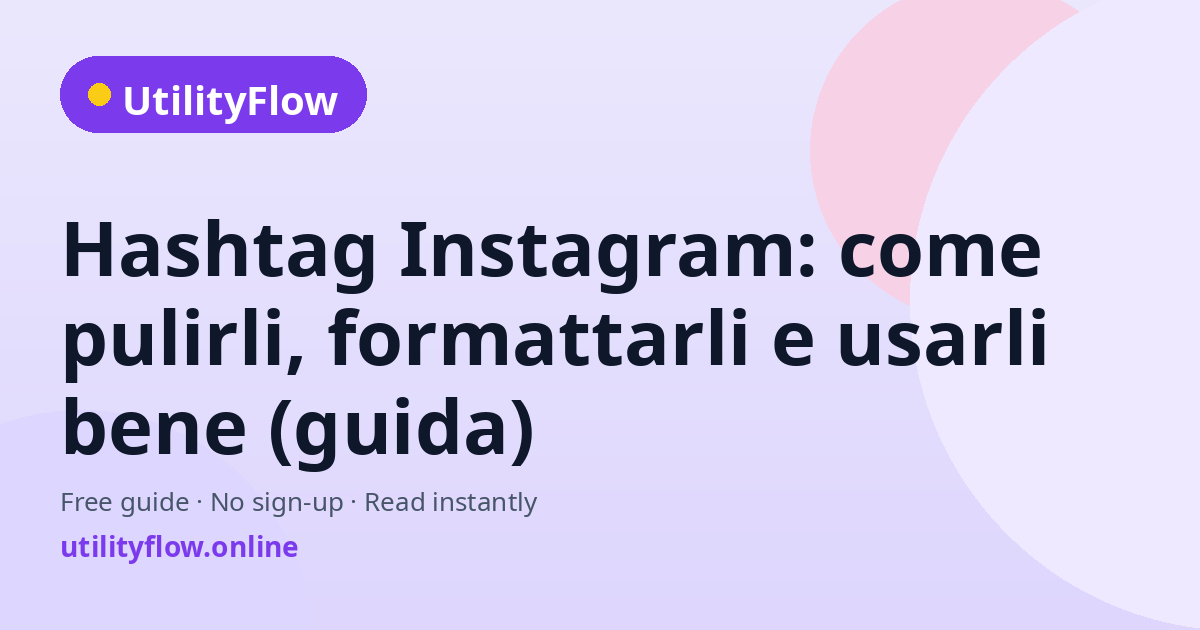 UtilityFlow
Hashtag Instagram: come
pulirli, formattarli e usarli
bene (guida)
Free guide · No sign-up · Read instantly
utilityflow.online